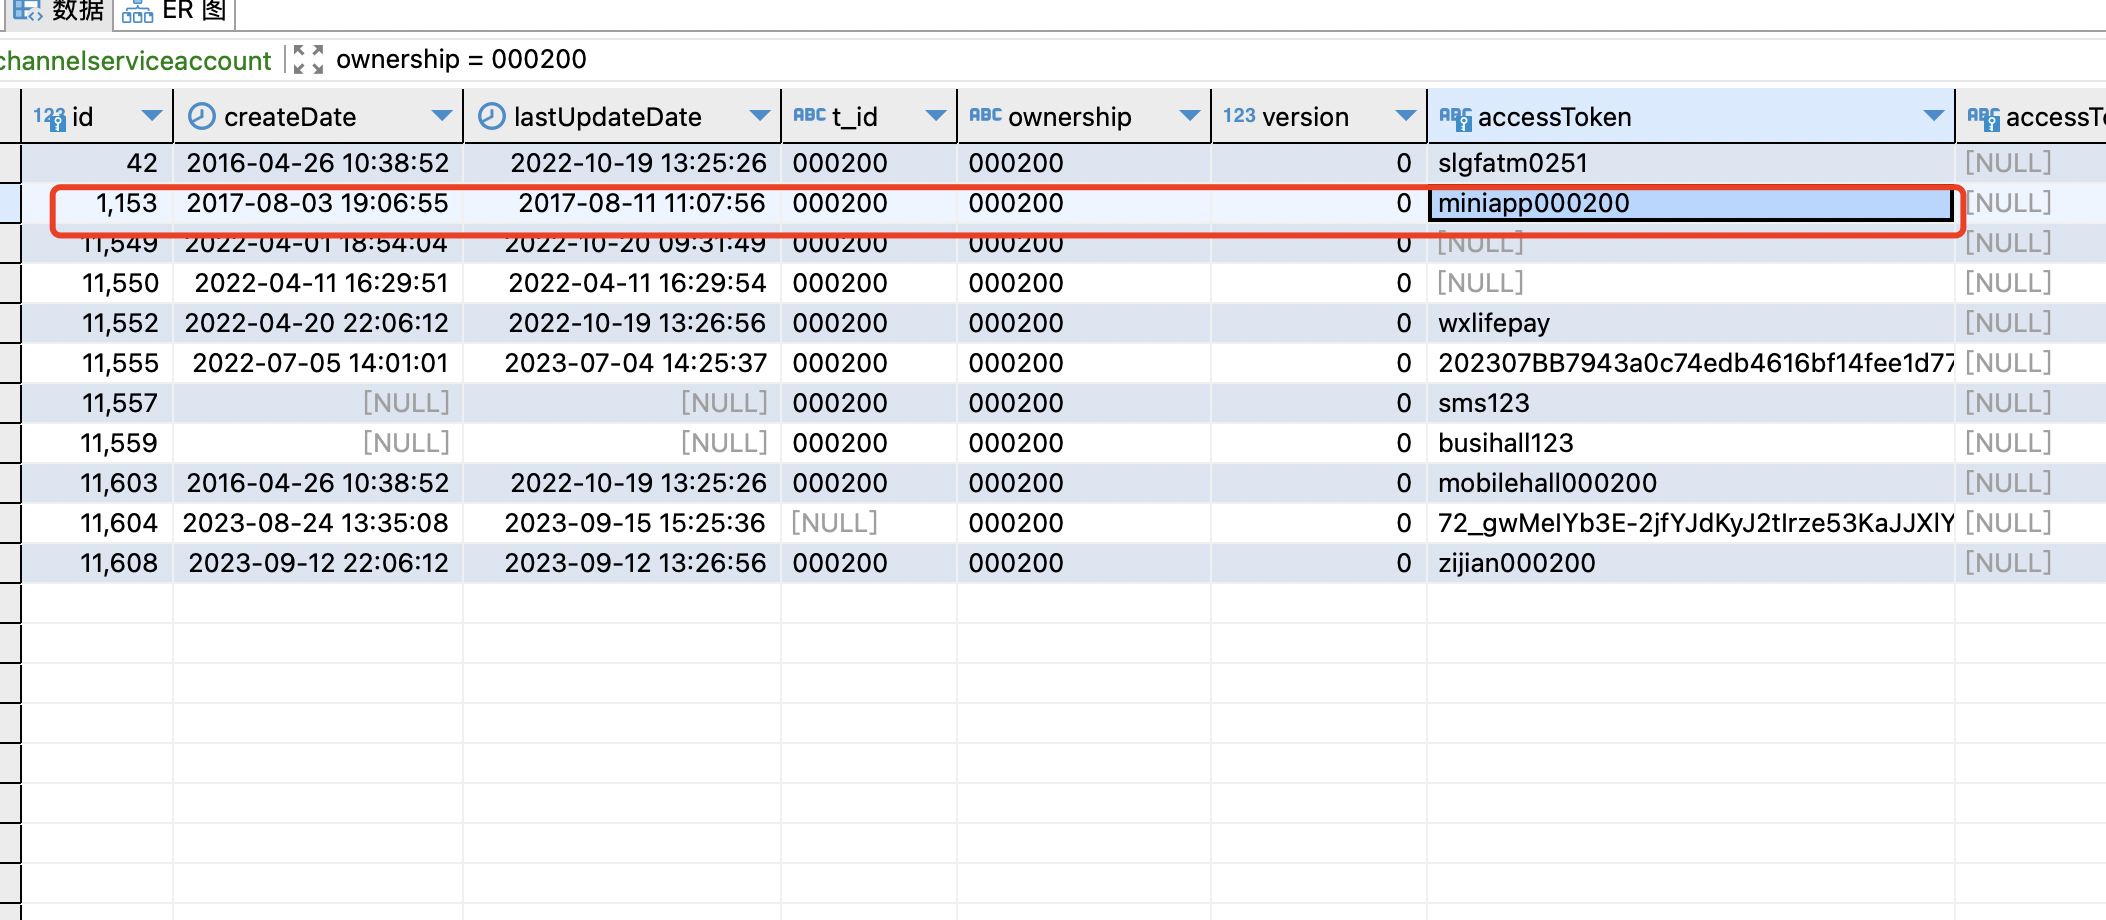 数据 ER 图
channelserviceaccount ownership = 000200
123 id createDate lastUpdateDate ABC t_id ABC ownership 123 version ABC accessToken ABC accessTo
42 2016-04-26 10:38:52 2022-10-19 13:25:26 000200 000200 0 slgfatm0251 [NULL]
1,153 2017-08-03 19:06:55 2017-08-11 11:07:56 000200 000200 0 miniapp000200 [NULL]
11,549 2022-04-01 18:54:04 2022-10-20 09:31:49 000200 000200 0 [NULL] [NULL]
11,550 2022-04-11 16:29:51 2022-04-11 16:29:54 000200 000200 0 [NULL] [NULL]
11,552 2022-04-20 22:06:12 2022-10-19 13:26:56 000200 000200 0 wxlifepay [NULL]
11,555 2022-07-05 14:01:01 2023-07-04 14:25:37 000200 000200 0 202307BB7943a0c74edb4616bf14fee1d77 [NULL]
11,557 [NULL] [NULL] 000200 000200 0 sms123 [NULL]
11,559 [NULL] [NULL] 000200 000200 0 busihall123 [NULL]
11,603 2016-04-26 10:38:52 2022-10-19 13:25:26 000200 000200 0 mobilehall000200 [NULL]
11,604 2023-08-24 13:35:08 2023-09-15 15:25:36 [NULL] 000200 0 72_gwMeIYb3E-2jfYJdKyJ2tIrze53KaJJXlY [NULL]
11,608 2023-09-12 22:06:12 2023-09-12 13:26:56 000200 000200 0 zijian000200 [NULL]